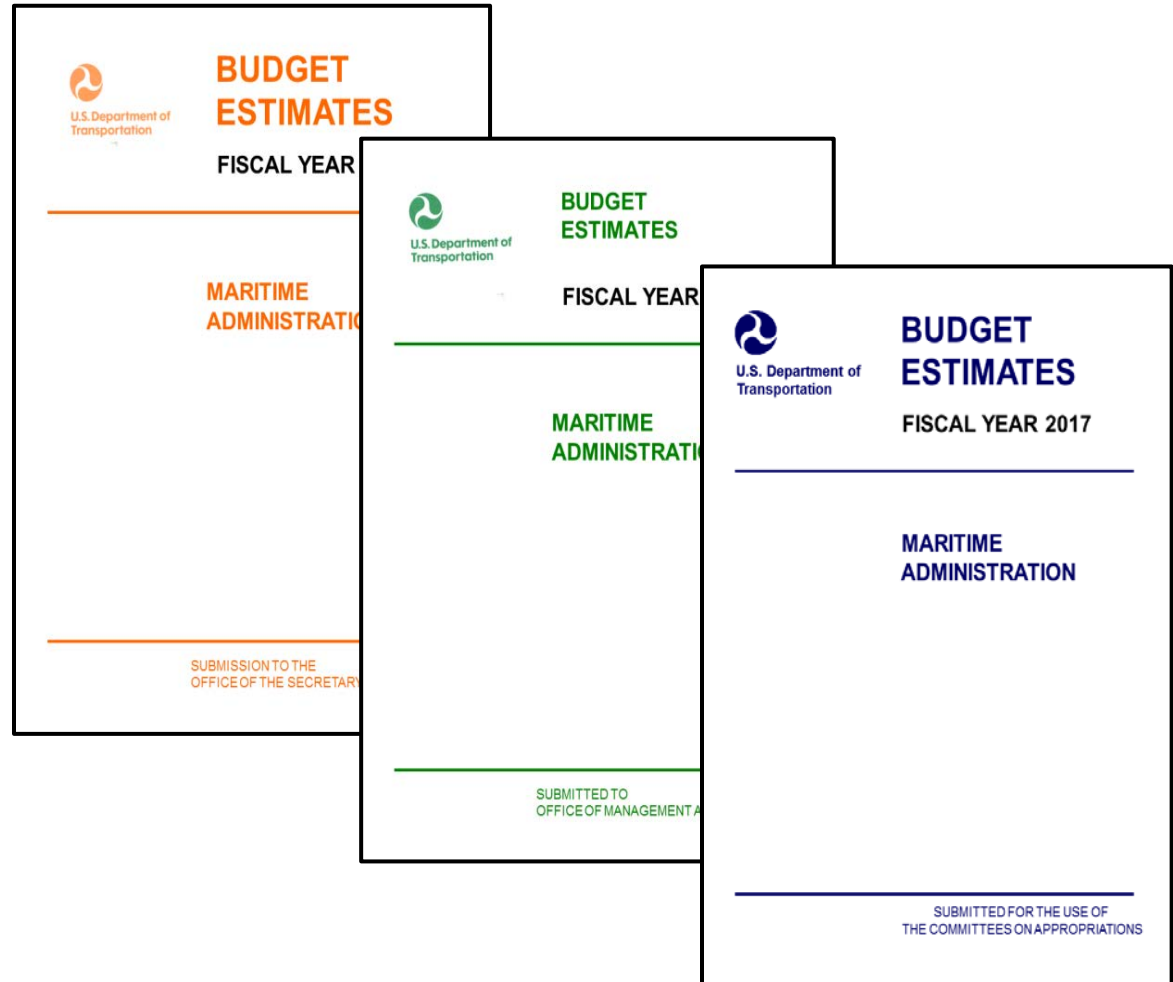 U.S. Department of
Transportation
BUDGET
ESTIMATES
FISCAL YEAR
MARITIME
SUBMISSION TO THE
OFFICE OF THE SECRETARY
U.S. Department of
Transportation
BUDGET
ESTIMATES
FISCAL YEAR
MARITIME
SUBMITTED TO
OFFICE OF MANAGEMENT
U.S. Department of
Transportation
BUDGET
ESTIMATES
FISCAL YEAR 2017
MARITIME
ADMINISTRATION
SUBMITTED FOR THE USE OF
THE COMMITTEES ON APPROPRIATIONS